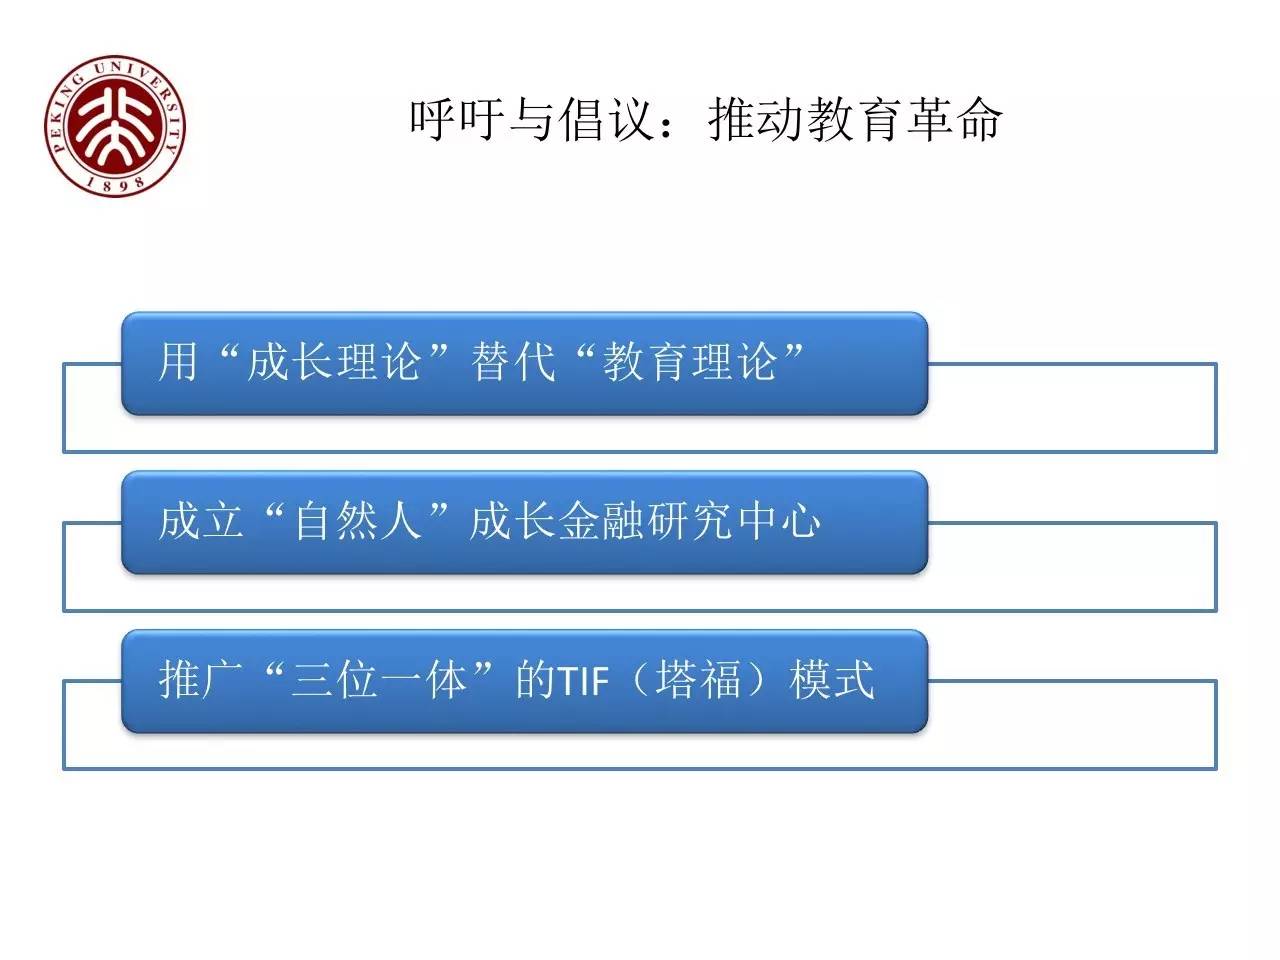 PEKING UNIVERSITY
1898
呼吁与倡议：推动教育革命
用“成长理论”替代“教育理论”
成立“自然人”成长金融研究中心
推广“三位一体”的TIF（塔福）模式